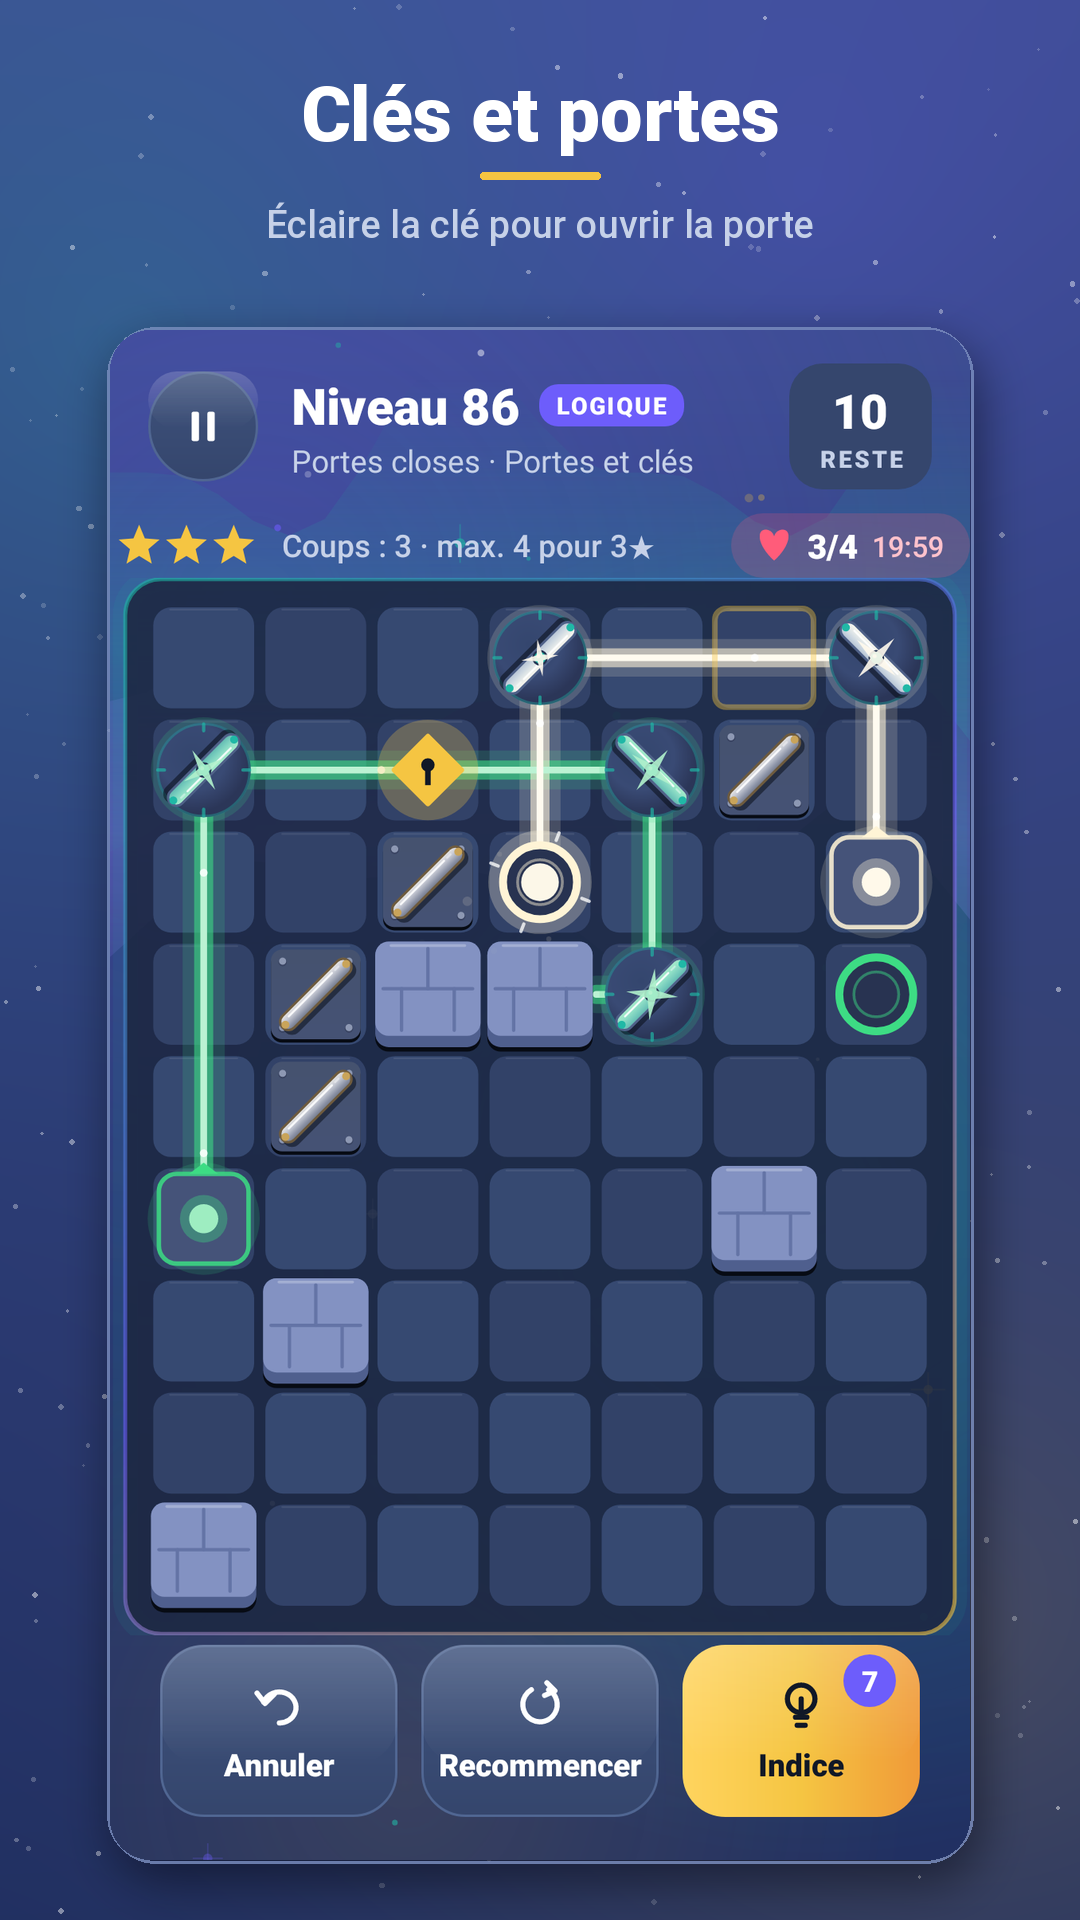 Clés et portes
Éclaire la clé pour ouvrir la porte
Niveau 86 LOGIQUE
Portes closes · Portes et clés
10
RESTE
Coups : 3 · max. 4 pour 3★
3/4 19:59
Annuler
Recommencer
Indice
7